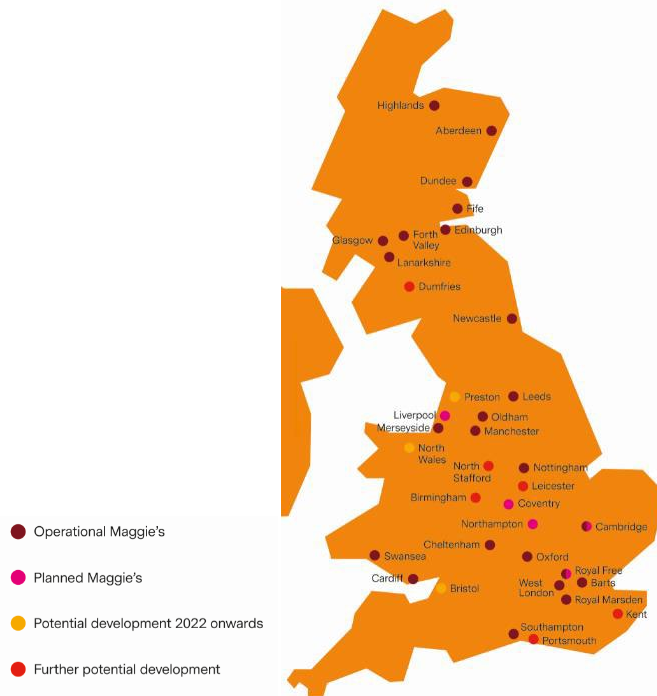 Highlands
Aberdeen
Dundee
Fife
Edinburgh
Glasgow
Forth
Valley
Lanarkshire
Dumfries
Newcastle
Preston
Leeds
Liverpool
Oldham
Merseyside
Manchester
North
Wales
North
Stafford
Nottingham
Leicester
Birmingham
Coventry
Northampton
Cambridge
Cheltenham
Swansea
Oxford
Cardiff
Royal Free
West
London
Barts
Bristol
Royal Marsden
Kent
Southampton
Portsmouth
Operational Maggie's
Planned Maggie's
Potential development 2022 onwards
Further potential development